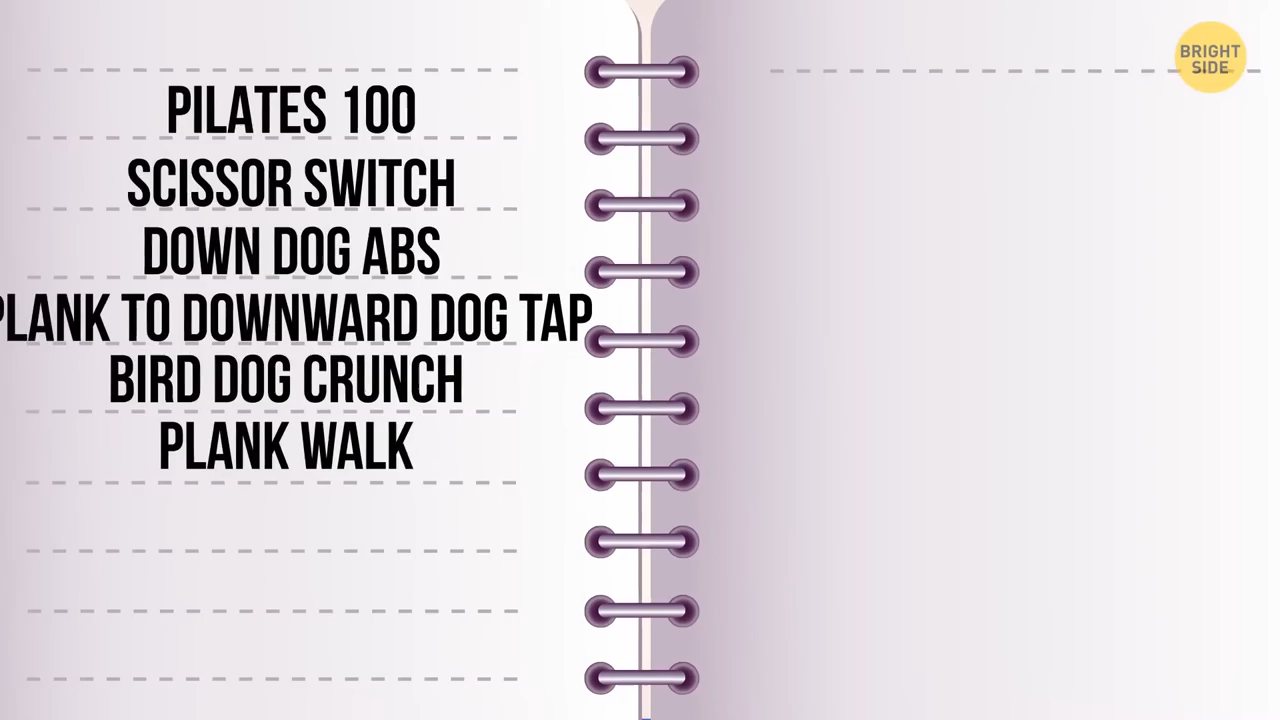 PILATES 100
SCISSOR SWITCH
DOWN DOG ABS
PLANK TO DOWNWARD DOG TAP
BIRD DOG CRUNCH
PLANK WALK
BRIGHT
SIDE